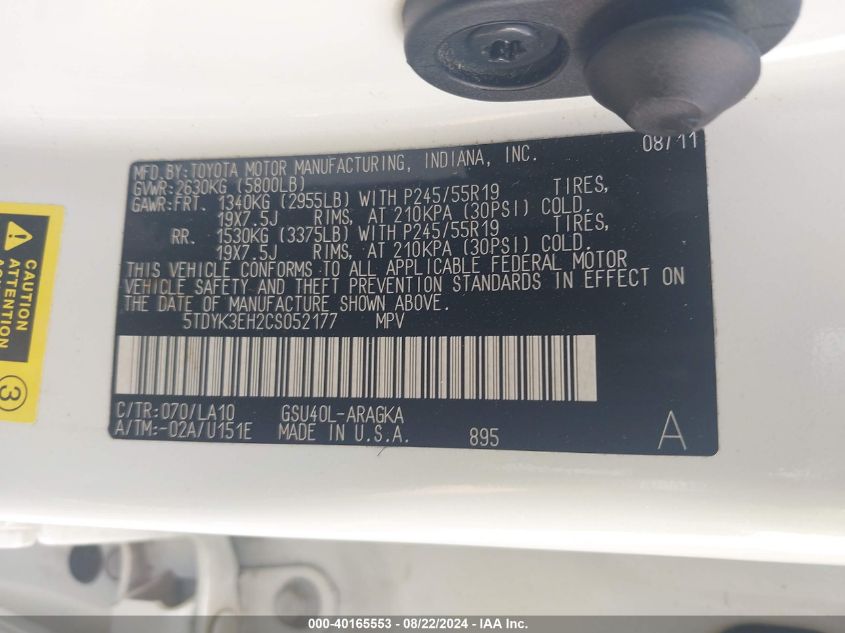 08/11
MFD. BY: TOYOTA MOTOR MANUFACTURING, INDIANA, INC.
GVWR: 2630KG (5800LB)
GAWR: FRT. 1340KG (2955LB) WITH P245/55R19 TIRES,
19X7.5J RIMS, AT 210KPA (30PSI) COLD.
RR. 1530KG (3375LB) WITH P245/55R19 TIRES,
19X7.5J RIMS, AT 210KPA (30PSI) COLD.
THIS VEHICLE CONFORMS TO ALL APPLICABLE FEDERAL MOTOR
VEHICLE SAFETY AND THEFT PREVENTION STANDARDS IN EFFECT ON
THE DATE OF MANUFACTURE SHOWN ABOVE.
5TDYK3EH2CS052177 MPV
C/TR: 070/LA10 GSU40L-ARAGKA
A/TM: -02A/U151E MADE IN U.S.A. 895
A
CAUTION
ATTENTION
3
000-40165553 - 08/22/2024 - IAA Inc.